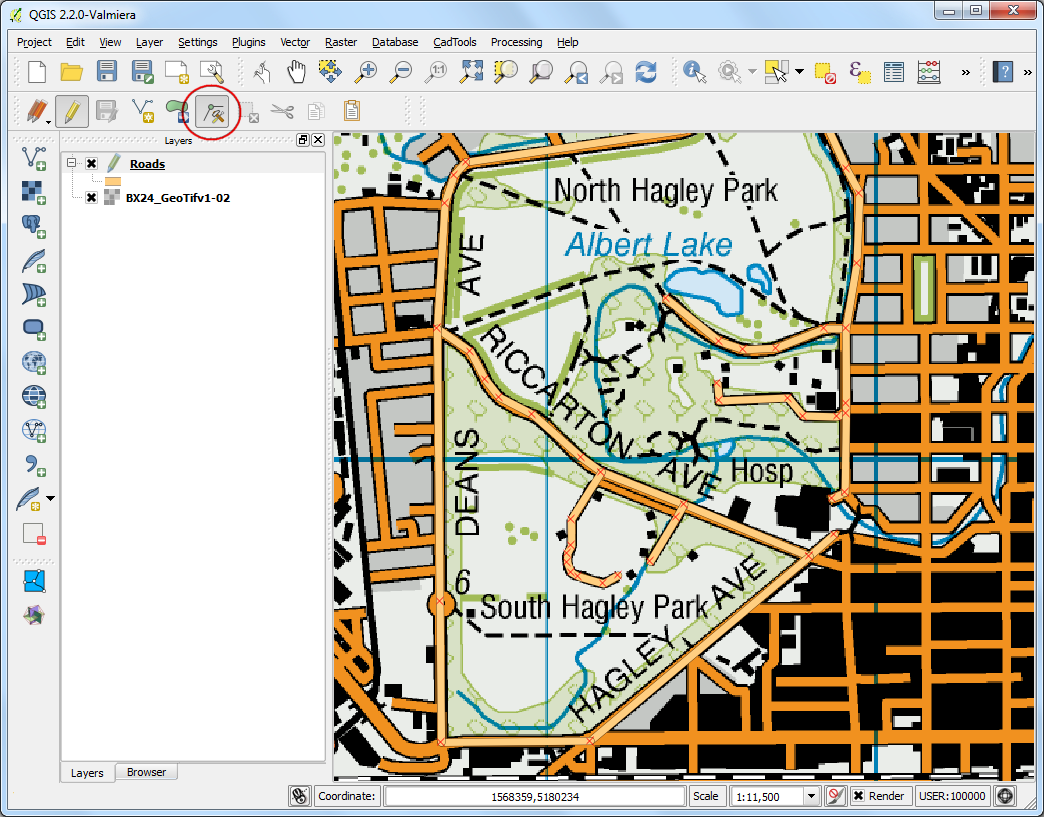 QGIS 2.2.0-Valmiera
Project Edit View Layer Settings Plugins Vector Raster Database CadTools Processing Help
1:1
»
?
»
Layers
Roads
BX24_GeoTifv1-02
North Hagley Park
Albert Lake
AVE
RICCARTON AVE
DEANS
Hosp
6
South Hagley Park
HAGLEY AVE
Layers Browser
Coordinate: 1568359,5180234 Scale 1:11,500 Render USER:100000